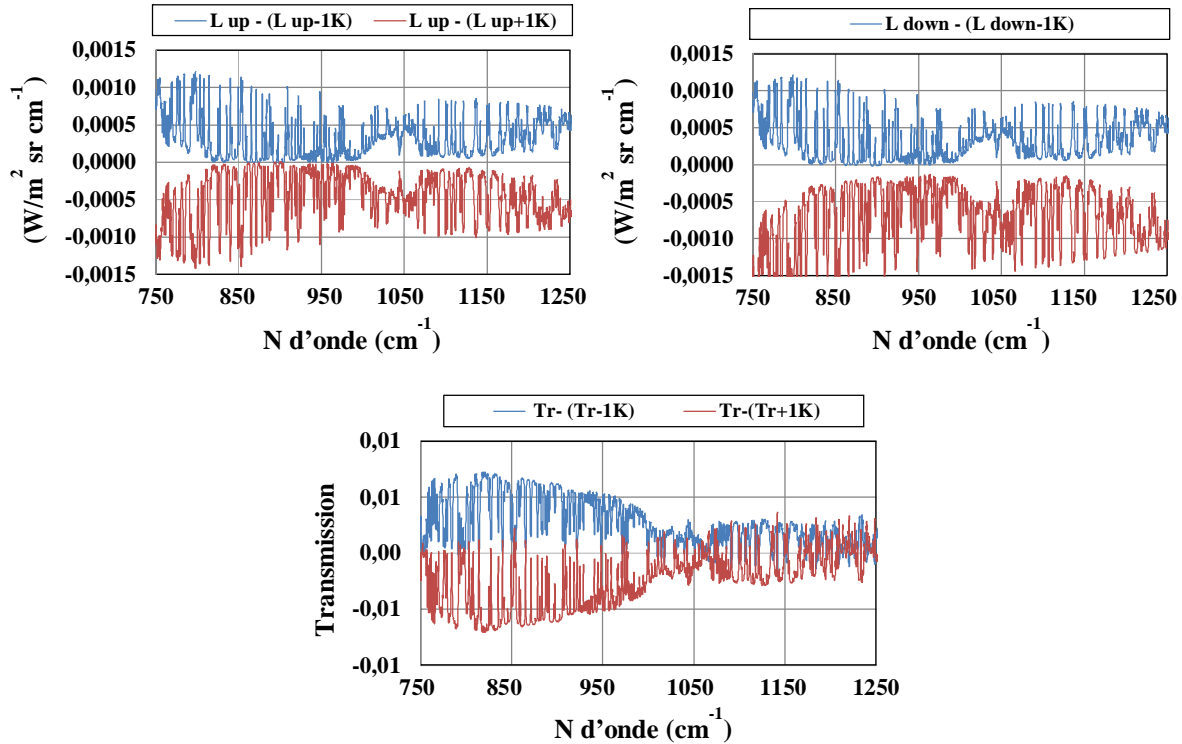 L up - (L up-1K) L up - (L up+1K)
(W/m² sr cm⁻¹)
0,0015
0,0010
0,0005
0,0000
-0,0005
-0,0010
-0,0015
750 850 950 1050 1150 1250
N d'onde (cm⁻¹)
L down - (L down-1K)
(W/m² sr cm⁻¹)
0,0015
0,0010
0,0005
0,0000
-0,0005
-0,0010
-0,0015
750 850 950 1050 1150 1250
N d'onde (cm⁻¹)
Tr- (Tr-1K) Tr-(Tr+1K)
Transmission
0,01
0,01
0,00
-0,01
-0,01
750 850 950 1050 1150 1250
N d'onde (cm⁻¹)